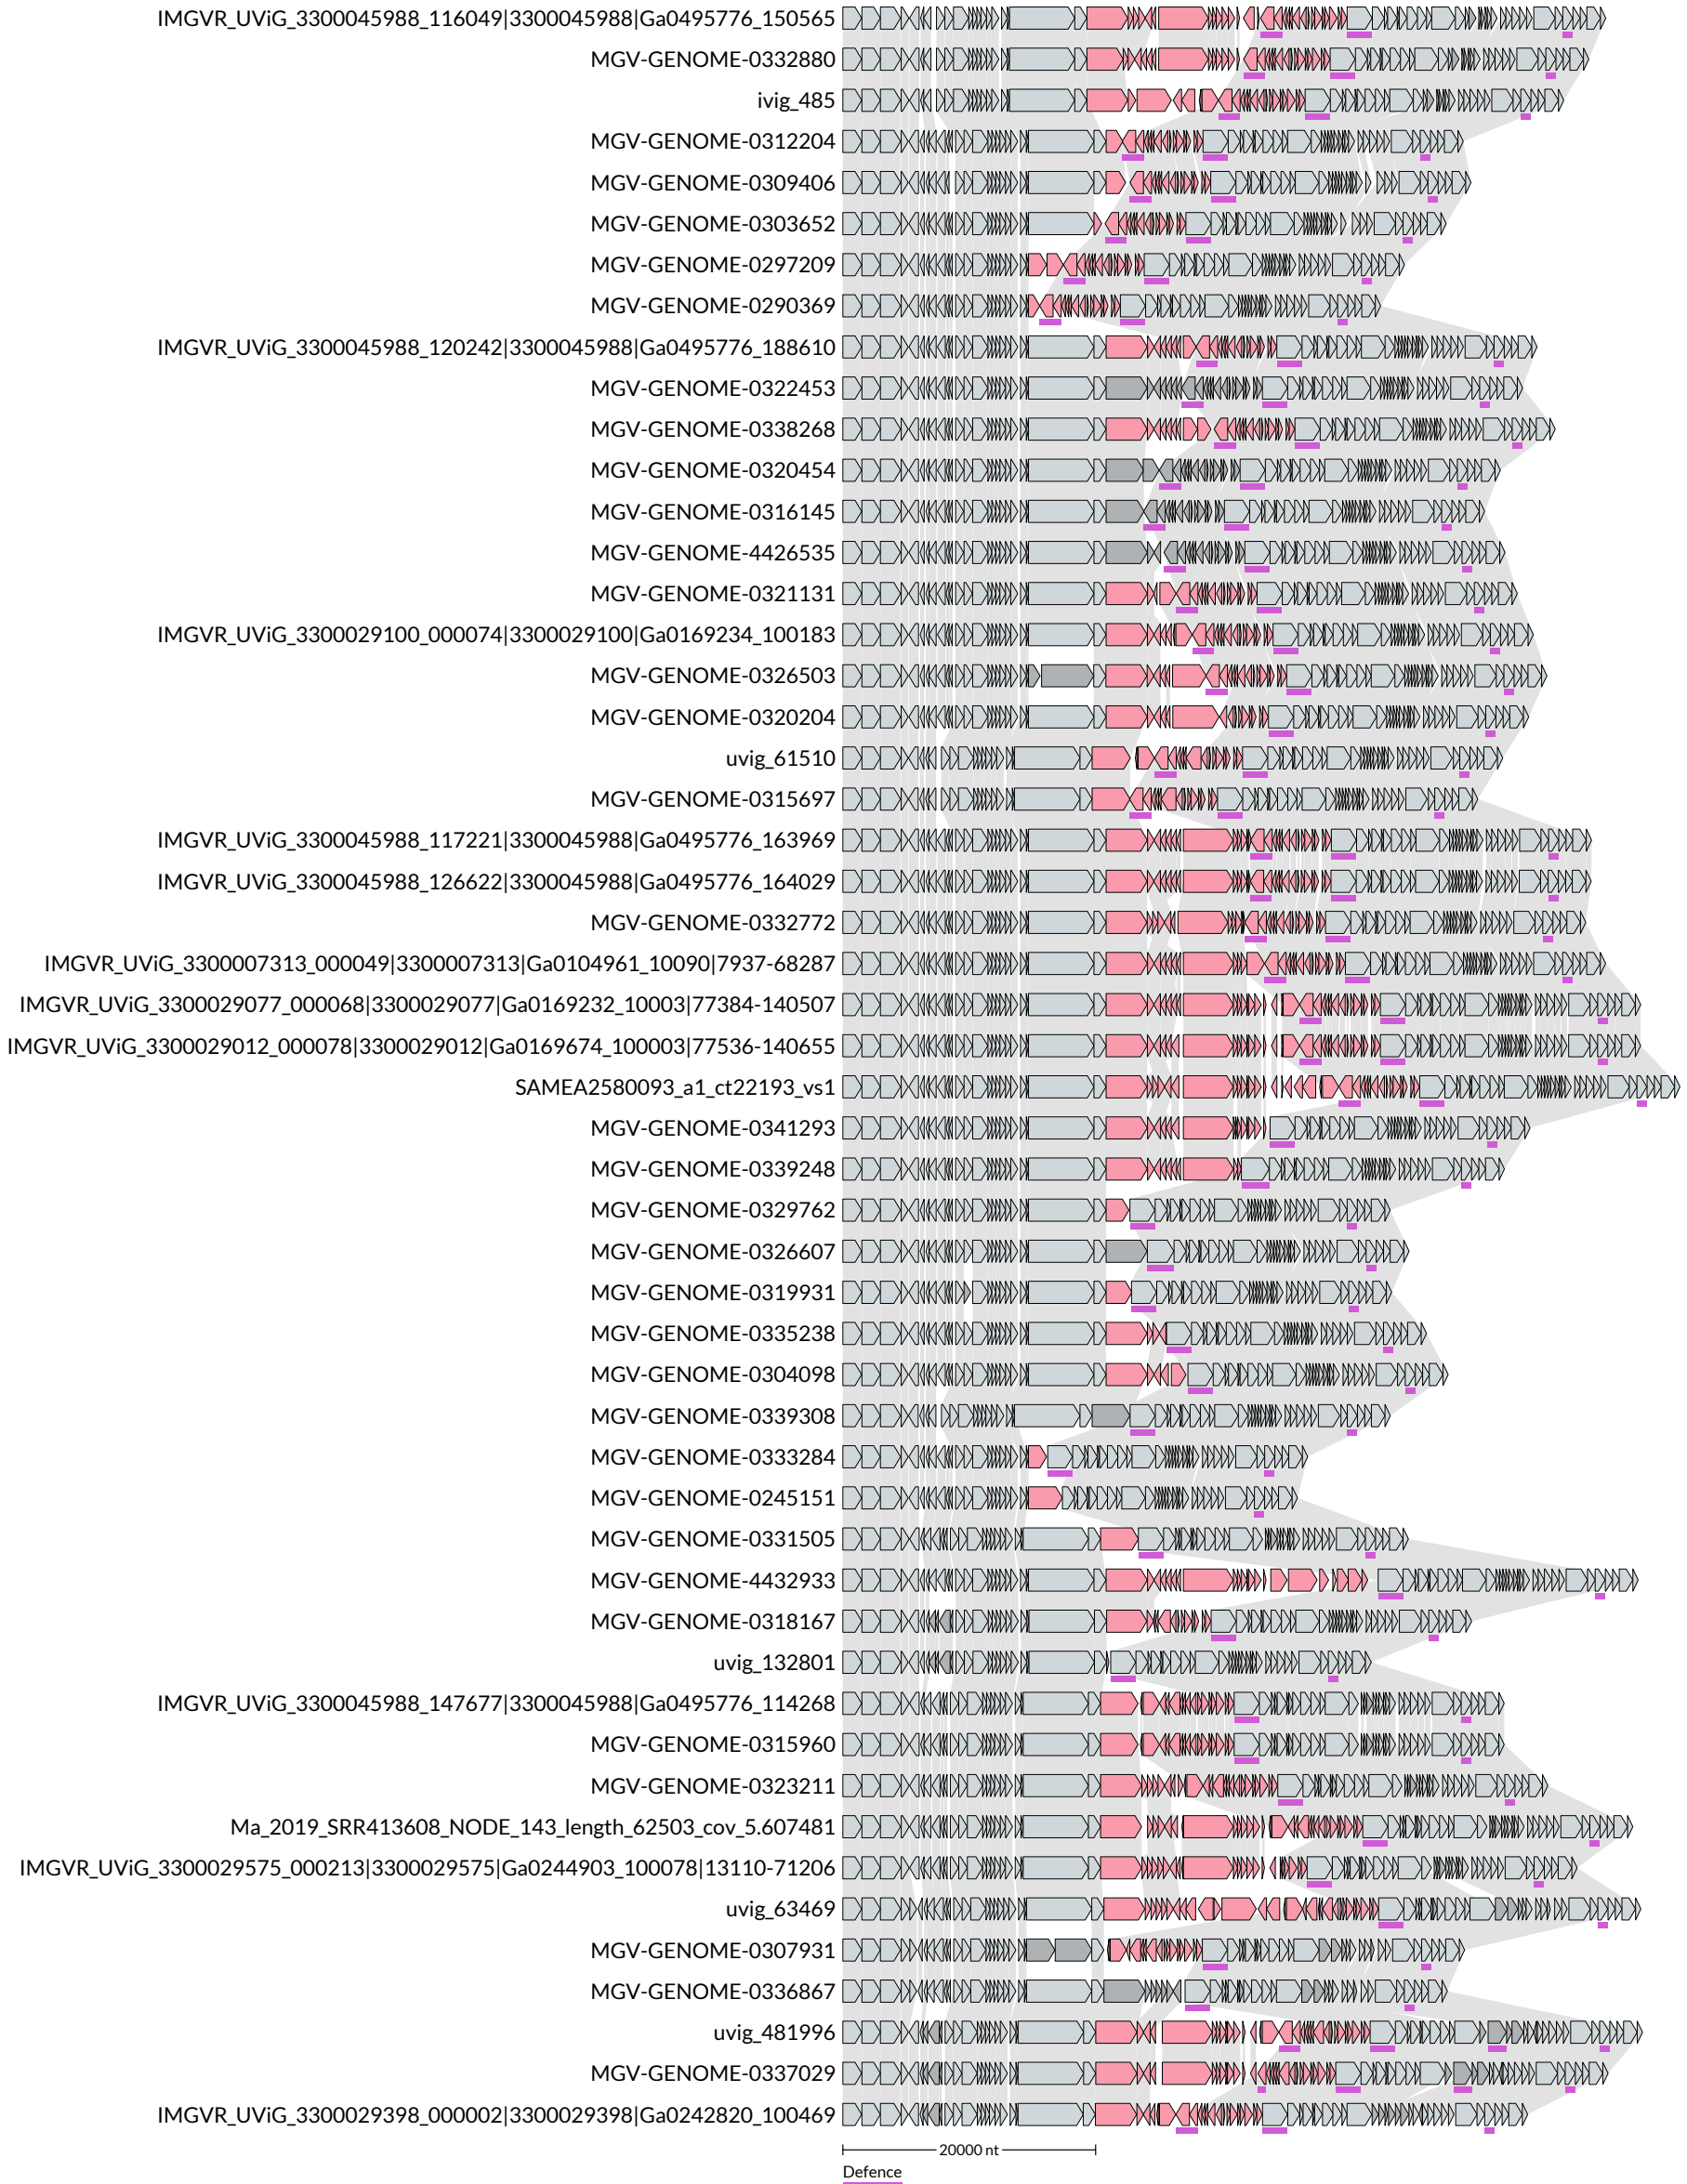 IMGVR_UViG_3300045988_116049|3300045988|Ga0495776_150565
MGV-GENOME-0332880
ivig_485
MGV-GENOME-0312204
MGV-GENOME-0309406
MGV-GENOME-0303652
MGV-GENOME-0297209
MGV-GENOME-0290369
IMGVR_UViG_3300045988_120242|3300045988|Ga0495776_188610
MGV-GENOME-0322453
MGV-GENOME-0338268
MGV-GENOME-0320454
MGV-GENOME-0316145
MGV-GENOME-4426535
MGV-GENOME-0321131
IMGVR_UViG_3300029100_000074|3300029100|Ga0169234_100183
MGV-GENOME-0326503
MGV-GENOME-0320204
uvig_61510
MGV-GENOME-0315697
IMGVR_UViG_3300045988_117221|3300045988|Ga0495776_163969
IMGVR_UViG_3300045988_126622|3300045988|Ga0495776_164029
MGV-GENOME-0332772
IMGVR_UViG_3300007313_000049|3300007313|Ga0104961_10090|7937-68287
IMGVR_UViG_3300029077_000068|3300029077|Ga0169232_10003|77384-140507
IMGVR_UViG_3300029012_000078|3300029012|Ga0169674_100003|77536-140655
SAMEA2580093_a1_ct22193_vs1
MGV-GENOME-0341293
MGV-GENOME-0339248
MGV-GENOME-0329762
MGV-GENOME-0326607
MGV-GENOME-0319931
MGV-GENOME-0335238
MGV-GENOME-0304098
MGV-GENOME-0339308
MGV-GENOME-0333284
MGV-GENOME-0245151
MGV-GENOME-0331505
MGV-GENOME-4432933
MGV-GENOME-0318167
uvig_132801
IMGVR_UViG_3300045988_147677|3300045988|Ga0495776_114268
MGV-GENOME-0315960
MGV-GENOME-0323211
Ma_2019_SRR413608_NODE_143_length_62503_cov_5.607481
IMGVR_UViG_3300029575_000213|3300029575|Ga0244903_100078|13110-71206
uvig_63469
MGV-GENOME-0307931
MGV-GENOME-0336867
uvig_481996
MGV-GENOME-0337029
IMGVR_UViG_3300029398_000002|3300029398|Ga0242820_100469
20000 nt
Defence